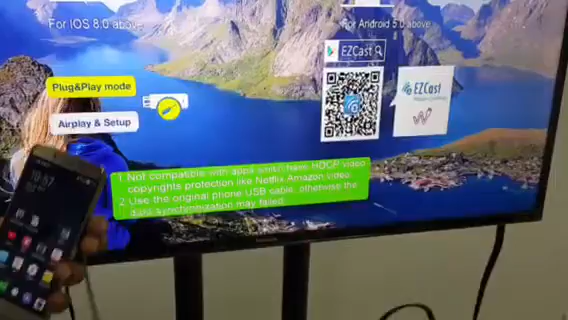 For IOS 8.0 above
For Android 5.0 above
EZCast
Plug&Play mode
Airplay & Setup
EZCast
1. Not compatible with apps which have HDCP video
copyrights protection like Netflix Amazon video.
2. Use the original phone USB cable, otherwise the
data synchronization may failed
10:57